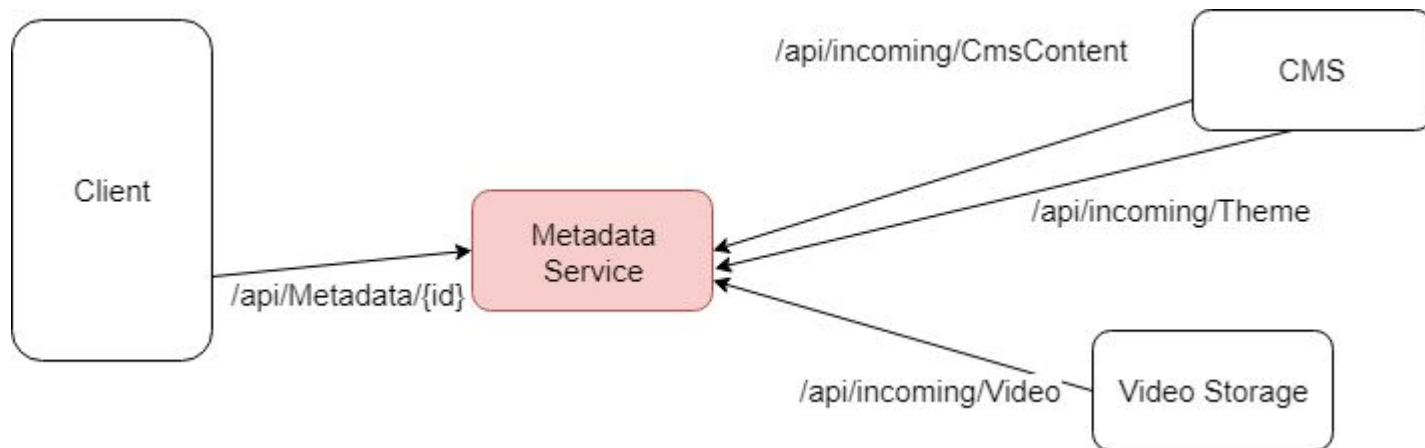 /api/incoming/CmsContent
CMS
Client
/api/incoming/Theme
Metadata
Service
/api/Metadata/{id}
/api/incoming/Video
Video Storage